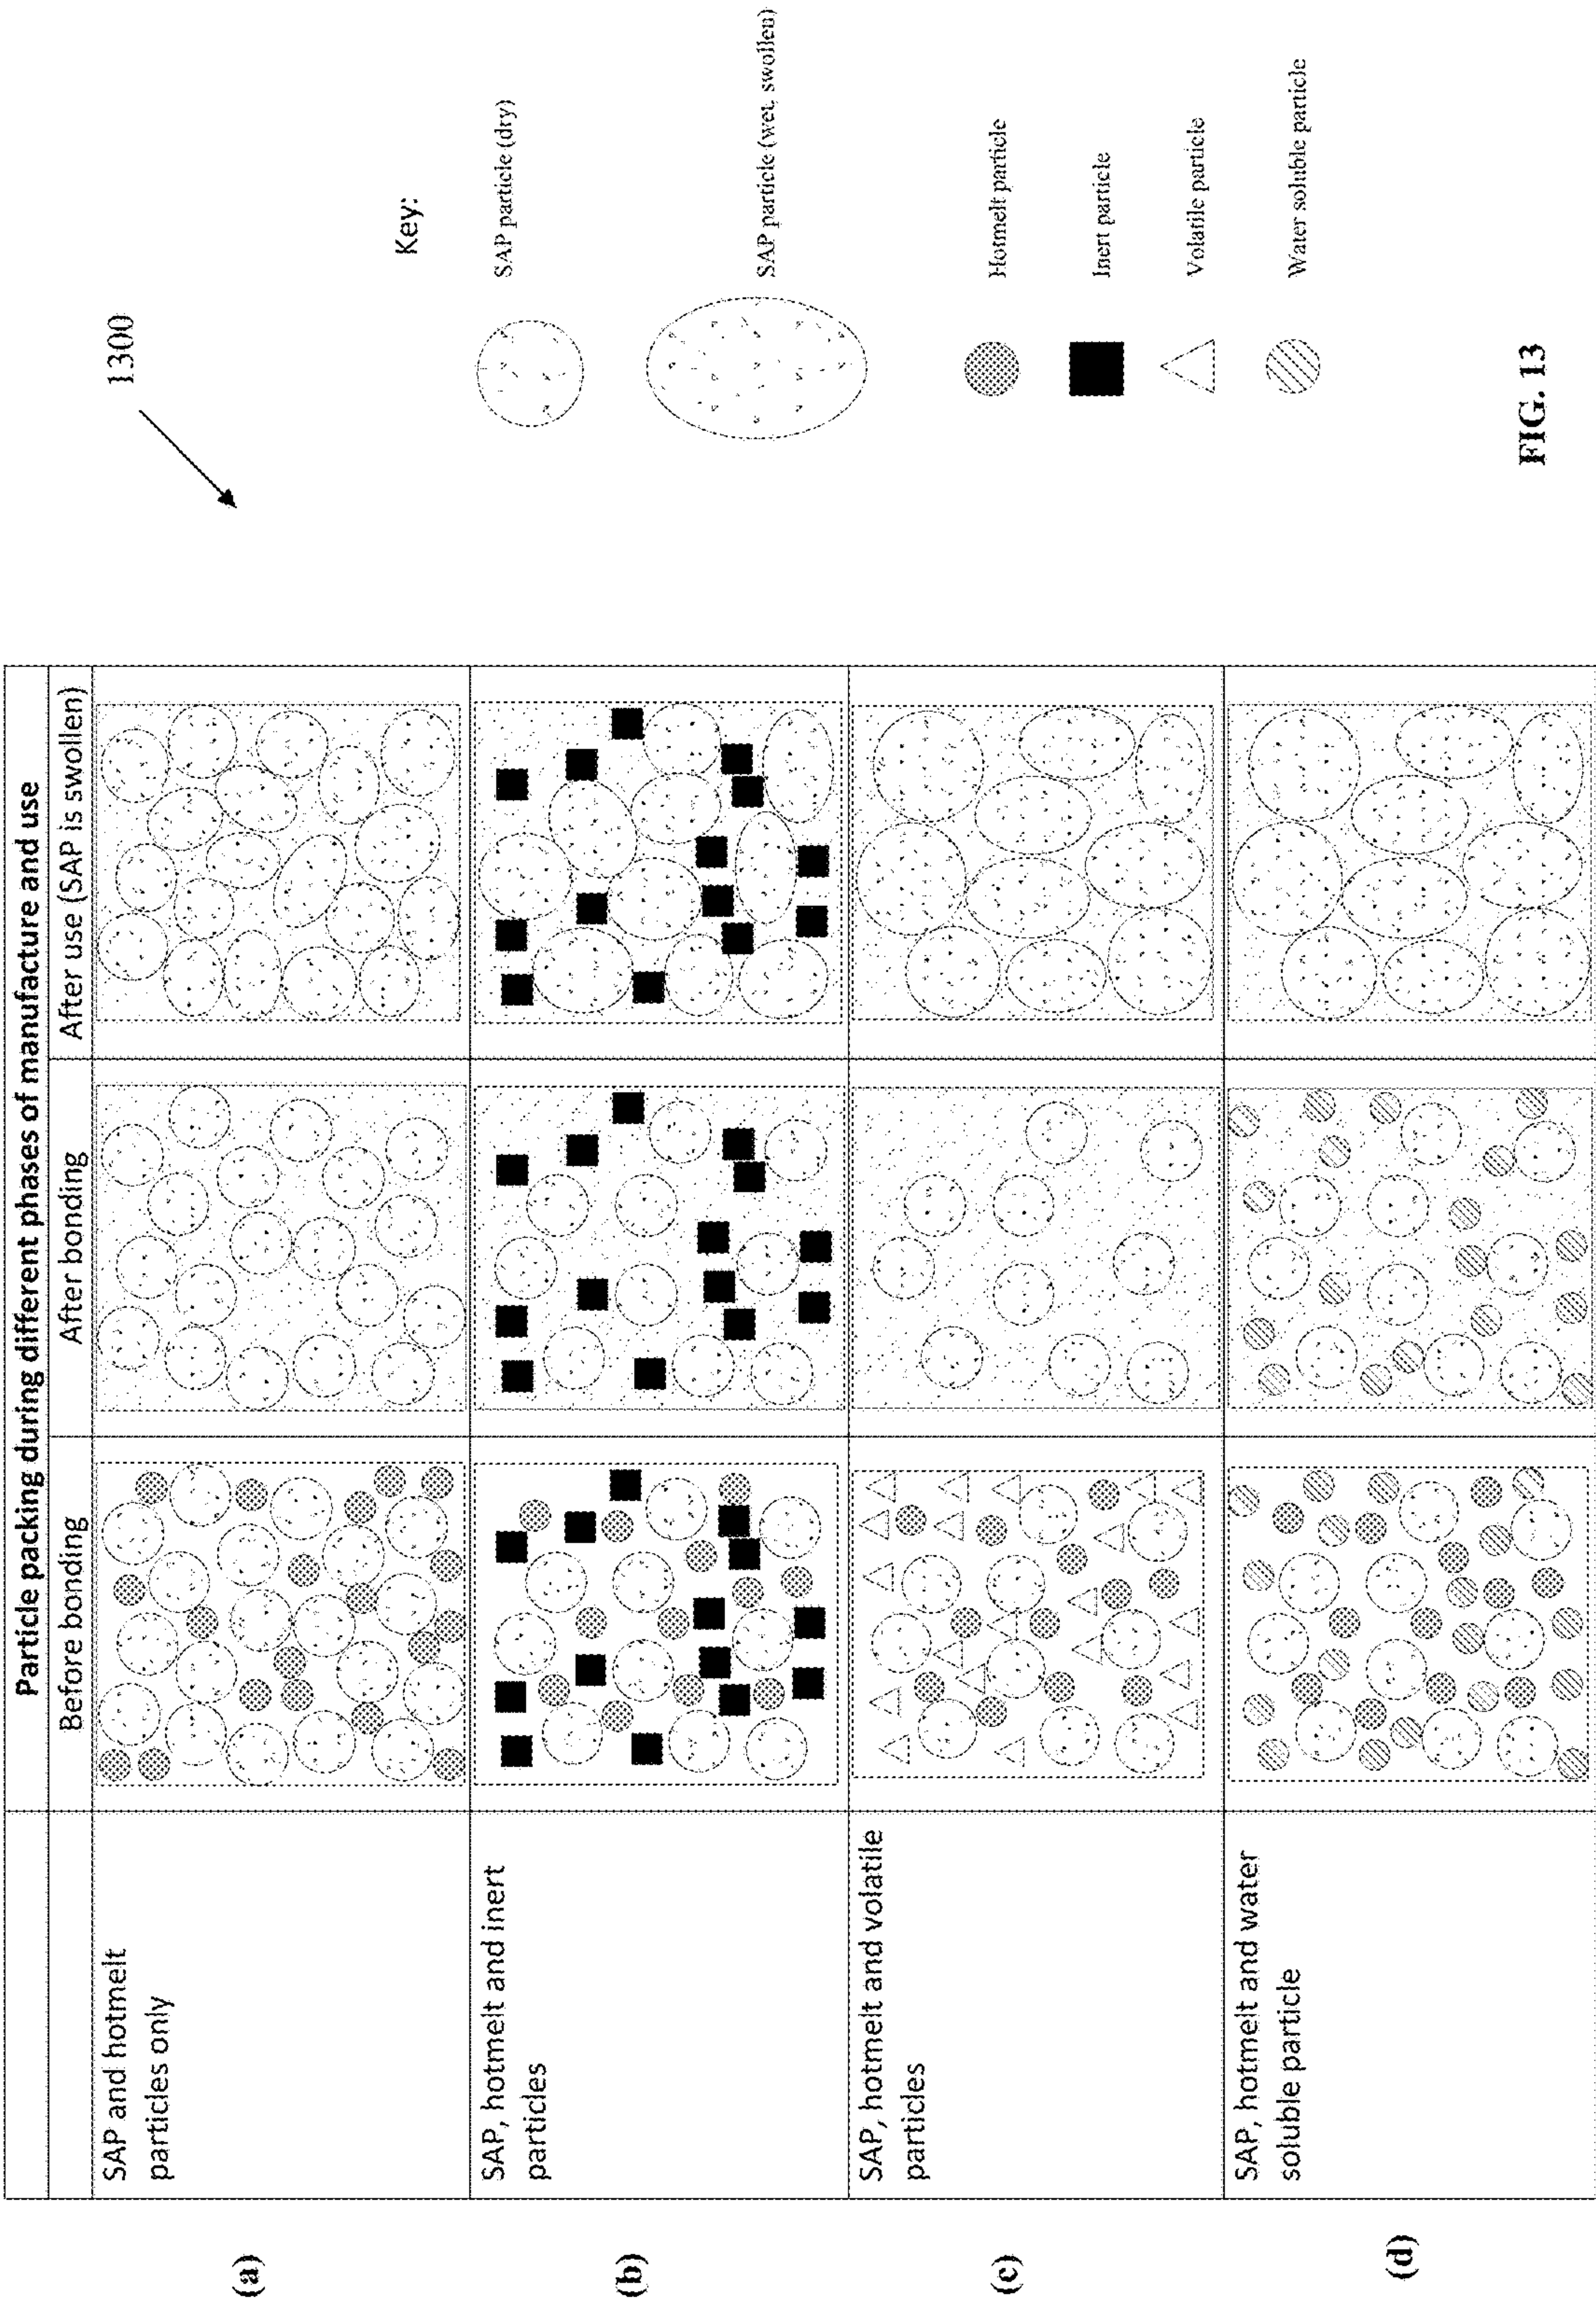 Particle packing during different phases of manufacture and use
Before bonding
After bonding
After use (SAP is swollen)
(a)
SAP and hotmelt
particles only
(b)
SAP, hotmelt and inert
particles
(c)
SAP, hotmelt and volatile
particles
(d)
SAP, hotmelt and water
soluble particle
1300
Key:
SAP particle (dry)
SAP particle (wet, swollen)
Hotmelt particle
Inert particle
Volatile particle
Water soluble particle
FIG. 13